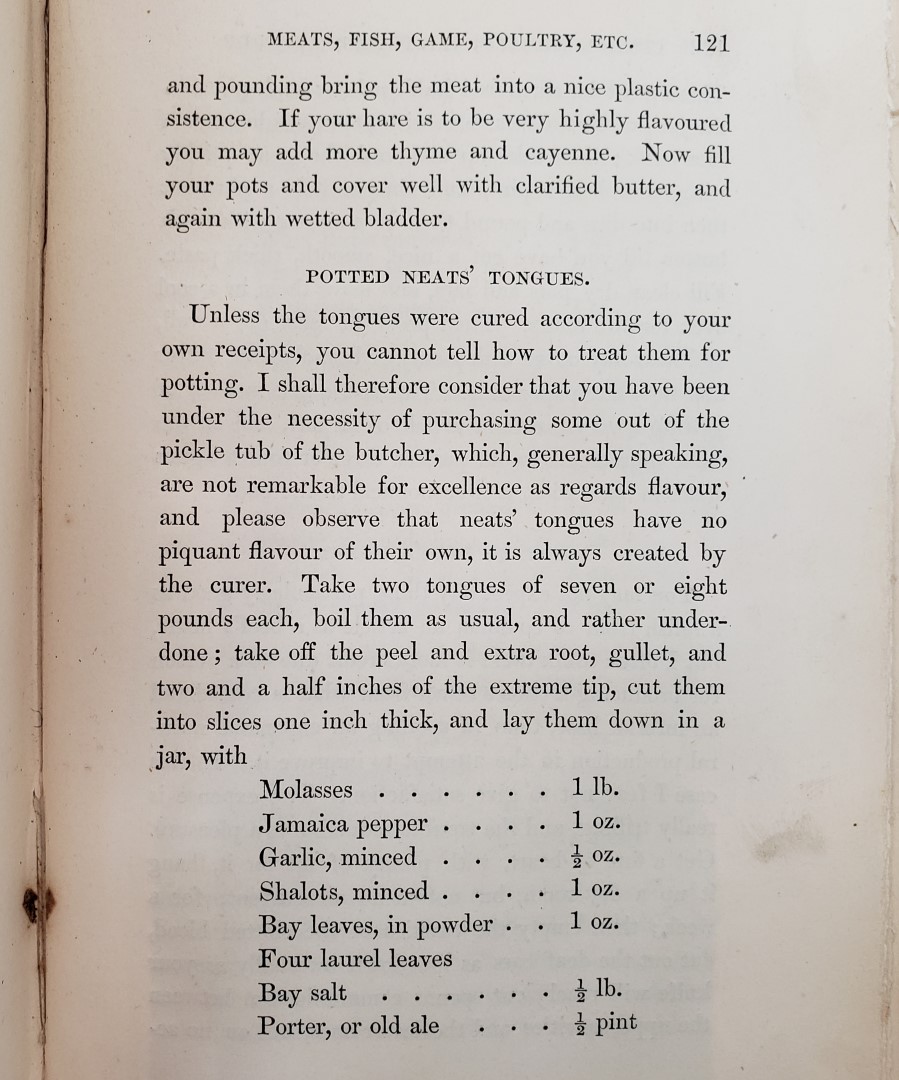 MEATS, FISH, GAME, POULTRY, ETC. 121
and pounding bring the meat into a nice plastic con-
sistence. If your hare is to be very highly flavoured
you may add more thyme and cayenne. Now fill
your pots and cover well with clarified butter, and
again with wetted bladder.
POTTED NEATS' TONGUES.
Unless the tongues were cured according to your
own receipts, you cannot tell how to treat them for
potting. I shall therefore consider that you have been
under the necessity of purchasing some out of the
pickle tub of the butcher, which, generally speaking,
are not remarkable for excellence as regards flavour,
and please observe that neats' tongues have no
piquant flavour of their own, it is always created by
the curer. Take two tongues of seven or eight
pounds each, boil them as usual, and rather under-
done; take off the peel and extra root, gullet, and
two and a half inches of the extreme tip, cut them
into slices one inch thick, and lay them down in a
jar, with
Molasses . . . . . . 1 lb.
Jamaica pepper . . . . 1 oz.
Garlic, minced . . . . ½ oz.
Shalots, minced . . . . 1 oz.
Bay leaves, in powder . . 1 oz.
Four laurel leaves
Bay salt . . . . . . ½ lb.
Porter, or old ale . . . ½ pint